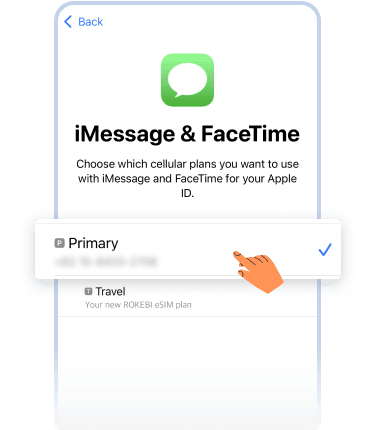 Back
iMessage & FaceTime
Choose which cellular plans you want to use
with iMessage and FaceTime for your Apple
ID.
P Primary
T Travel
Your new ROKEBI eSIM plan